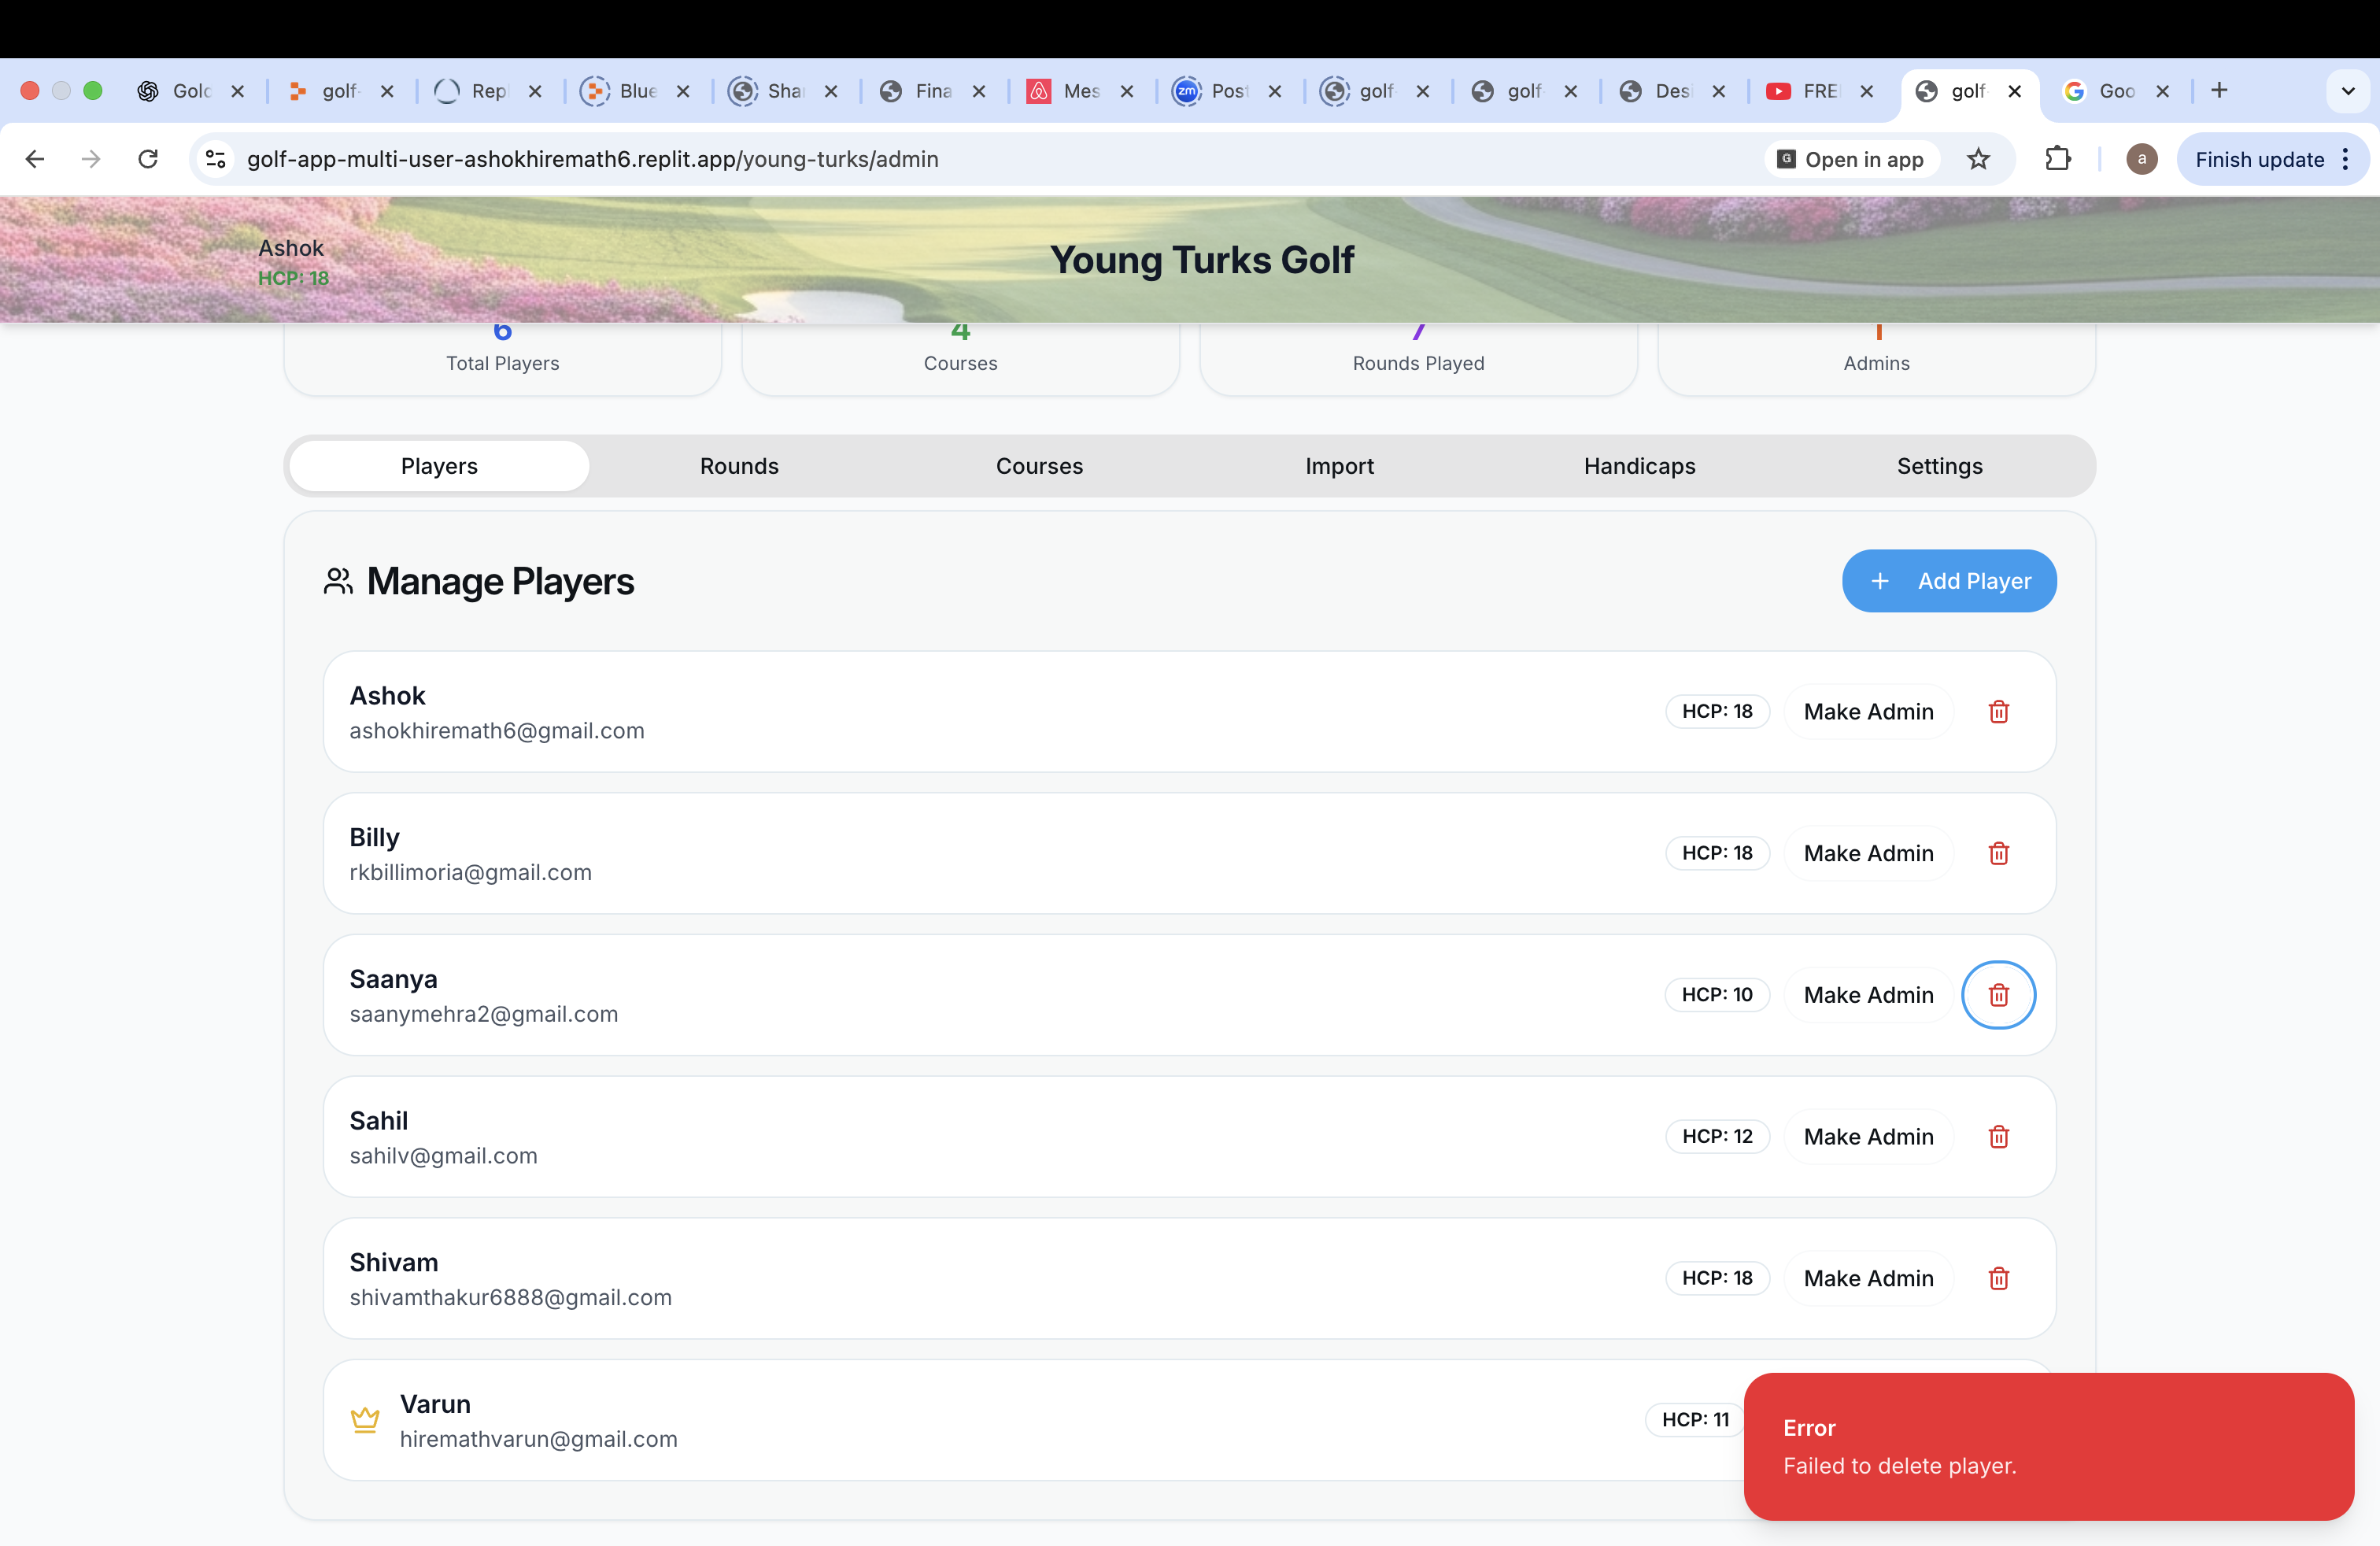 Gold
golf-
Repl
Blue
Shar
Fina
Mes
Post
golf
golf-
Desi
FREE
golf-
Goo
golf-app-multi-user-ashokhiremath6.replit.app/young-turks/admin
Open in app
a
Finish update
Ashok
HCP: 18
Young Turks Golf
6
4
7
1
Total Players
Courses
Rounds Played
Admins
Players
Rounds
Courses
Import
Handicaps
Settings
Manage Players
+ Add Player
Ashok
ashokhiremath6@gmail.com
HCP: 18
Make Admin
Billy
rkbillimoria@gmail.com
HCP: 18
Make Admin
Saanya
saanymehra2@gmail.com
HCP: 10
Make Admin
Sahil
sahilv@gmail.com
HCP: 12
Make Admin
Shivam
shivamthakur6888@gmail.com
HCP: 18
Make Admin
Varun
hiremathvarun@gmail.com
HCP: 11
Error
Failed to delete player.